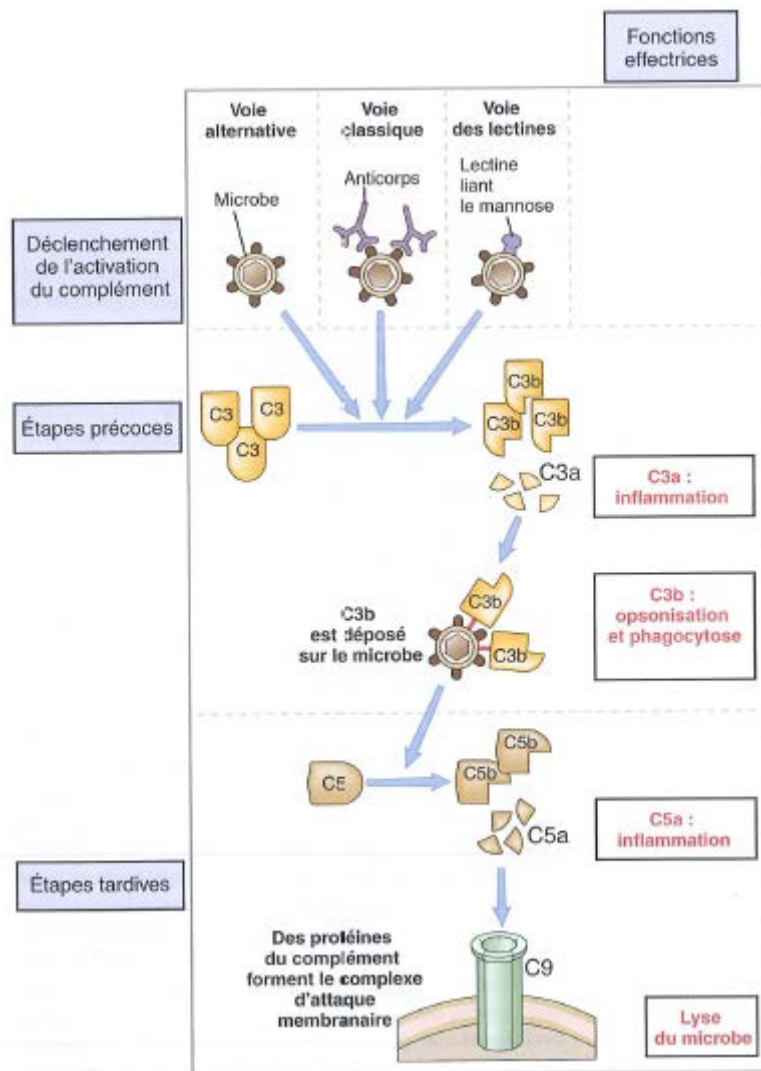 Fonctions
effectrices
Voie
alternative
Voie
classique
Voie
des lectines
Microbe
Anticorps
Lectine
liant
le mannose
Déclenchement
de l'activation
du complément
Étapes précoces
C3
C3
C3
C3b
C3b
C3b
C3a
C3a :
inflammation
C3b
est déposé
sur le microbe
C3b
C3b
C3b :
opsonisation
et phagocytose
C5
C5b
C5b
C5a
C5a :
inflammation
Étapes tardives
Des protéines
du complément
forment le complexe
d'attaque
membranaire
C9
Lyse
du microbe